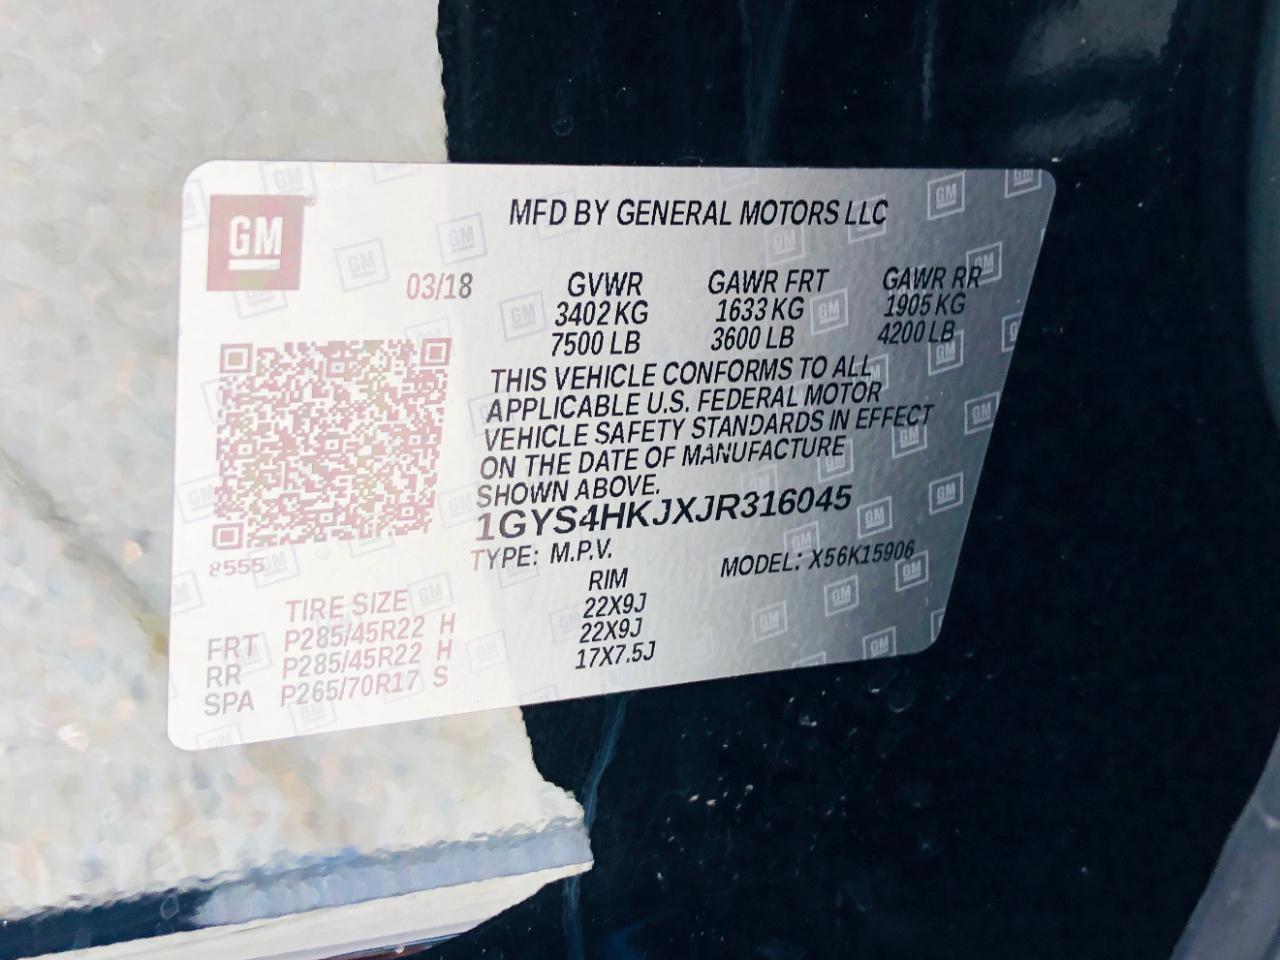 GM
MFD BY GENERAL MOTORS LLC
03/18 GVWR GAWR FRT GAWR RR
3402 KG 1633 KG 1905 KG
7500 LB 3600 LB 4200 LB
THIS VEHICLE CONFORMS TO ALL
APPLICABLE U.S. FEDERAL MOTOR
VEHICLE SAFETY STANDARDS IN EFFECT
ON THE DATE OF MANUFACTURE
SHOWN ABOVE.
1GYS4HKJXJR316045
8555
TYPE: M.P.V. MODEL: X56K15906
TIRE SIZE RIM
FRT P285/45R22 H 22X9J
RR P285/45R22 H 22X9J
SPA P265/70R17 S 17X7.5J